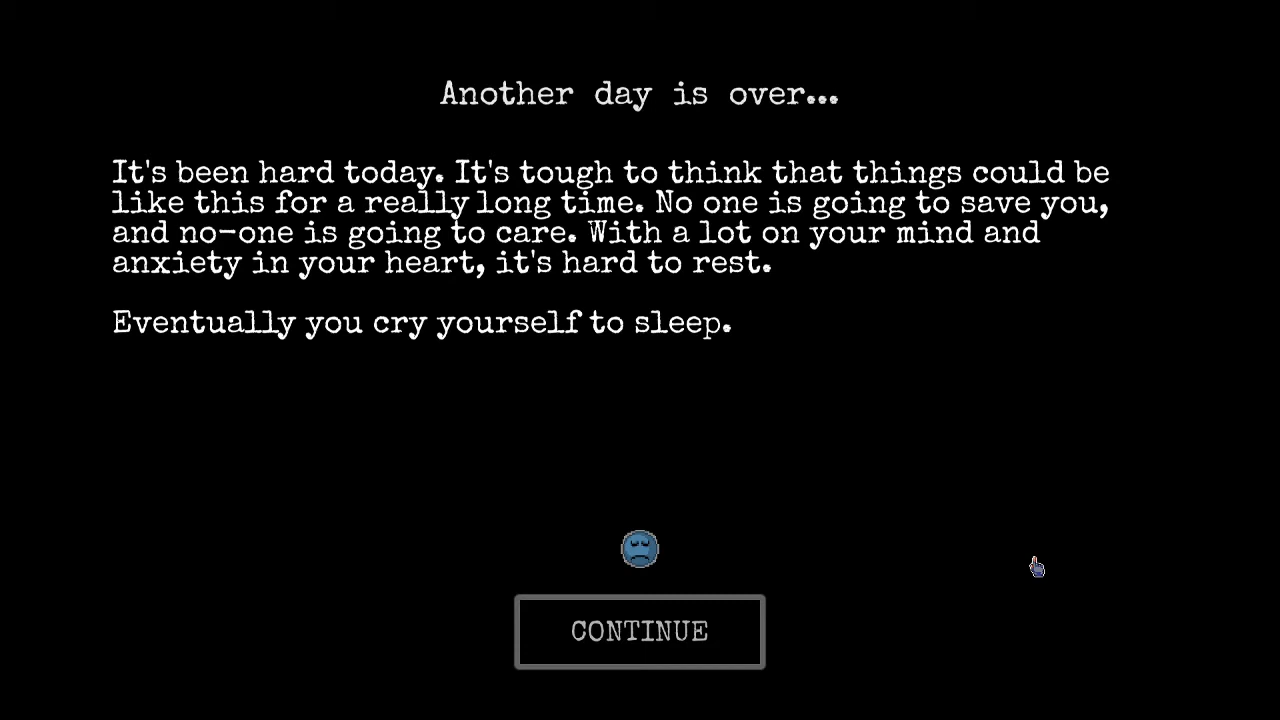 Another day is over...
It's been hard today. It's tough to think that things could be
like this for a really long time. No one is going to save you,
and no-one is going to care. With a lot on your mind and
anxiety in your heart, it's hard to rest.
Eventually you cry yourself to sleep.
CONTINUE